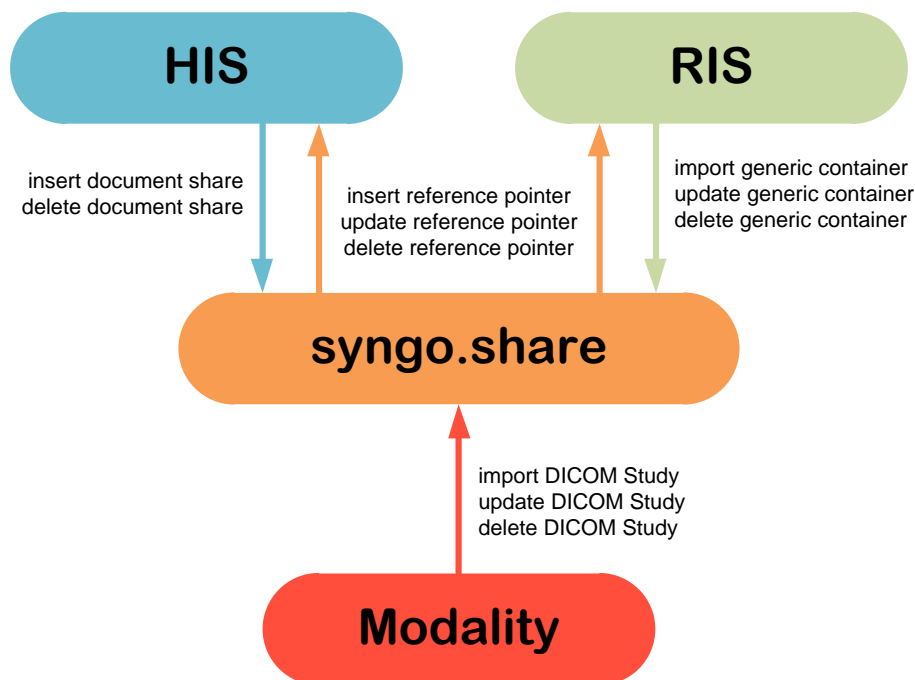 HIS
RIS
insert document share
delete document share
insert reference pointer
update reference pointer
delete reference pointer
import generic container
update generic container
delete generic container
syngo.share
import DICOM Study
update DICOM Study
delete DICOM Study
Modality